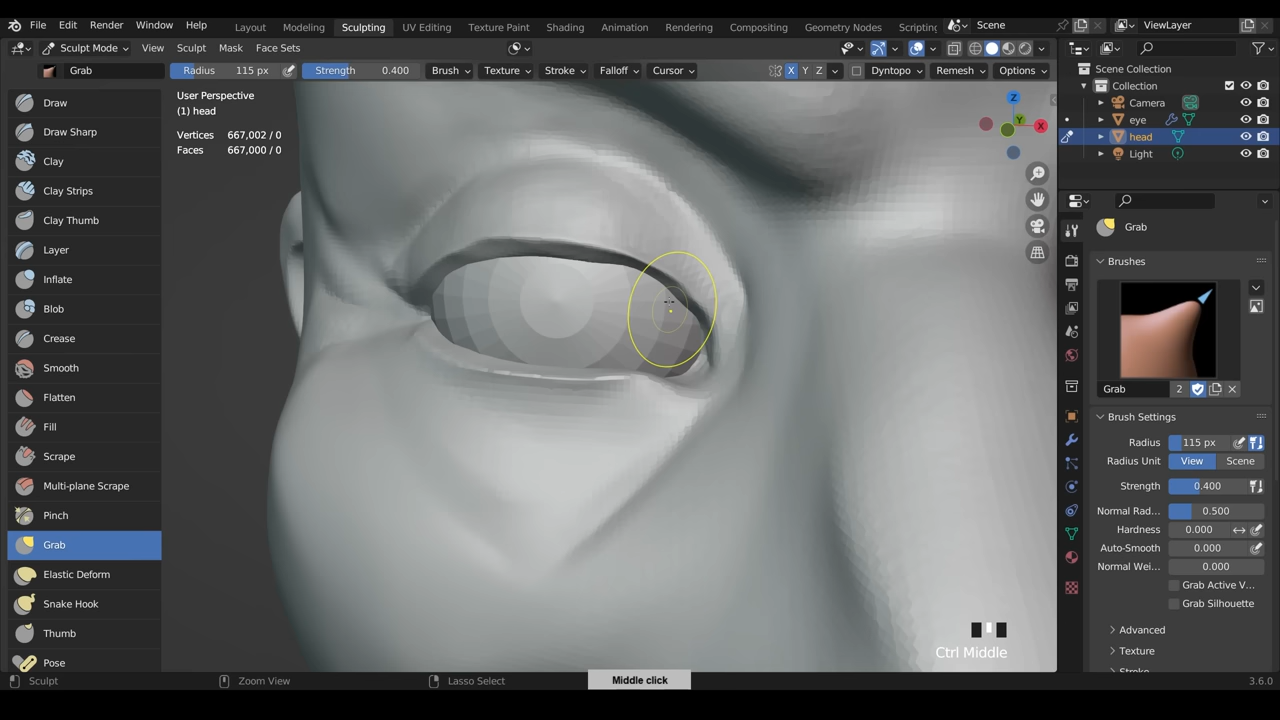 File Edit Render Window Help Layout Modeling Sculpting UV Editing Texture Paint Shading Animation Rendering Compositing Geometry Nodes Scripting Scene ViewLayer
Sculpt Mode View Sculpt Mask Face Sets
Grab Radius 115 px Strength 0.400 Brush Texture Stroke Falloff Cursor X Y Z Dyntopo Remesh Options
Scene Collection
Collection
Camera
eye
head
Light
User Perspective
(1) head
Vertices 667,002 / 0
Faces 667,000 / 0
Z
Y
X
Draw
Draw Sharp
Clay
Clay Strips
Clay Thumb
Layer
Inflate
Blob
Crease
Smooth
Flatten
Fill
Scrape
Multi-plane Scrape
Pinch
Grab
Elastic Deform
Snake Hook
Thumb
Pose
Grab
Brushes
Grab 2
Brush Settings
Radius 115 px
Radius Unit View Scene
Strength 0.400
Normal Rad... 0.500
Hardness 0.000
Auto-Smooth 0.000
Normal Wei... 0.000
Grab Active V...
Grab Silhouette
Advanced
Texture
Ctrl Middle
Sculpt Zoom View Lasso Select Middle click 3.6.0